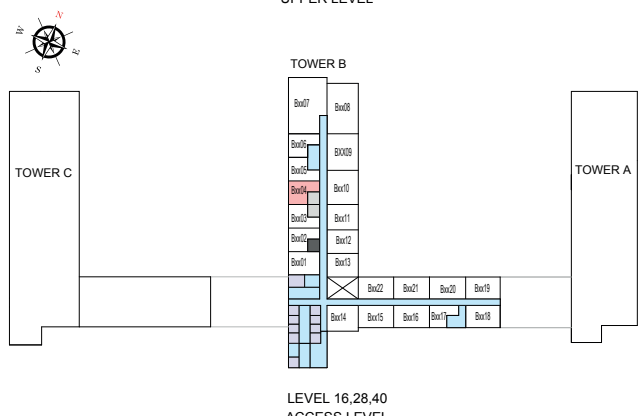 UPPER LEVEL
N
W
E
S
TOWER B
Bxx07
Bxx08
Bxx06
BXX09
Bxx05
TOWER C
TOWER A
Bxx04
Bxx10
Bxx03
Bxx11
Bxx02
Bxx12
Bxx01
Bxx13
Bxx22
Bxx21
Bxx20
Bxx19
Bxx14
Bxx15
Bxx16
Bxx17
Bxx18
LEVEL 16,28,40
ACCESS LEVEL